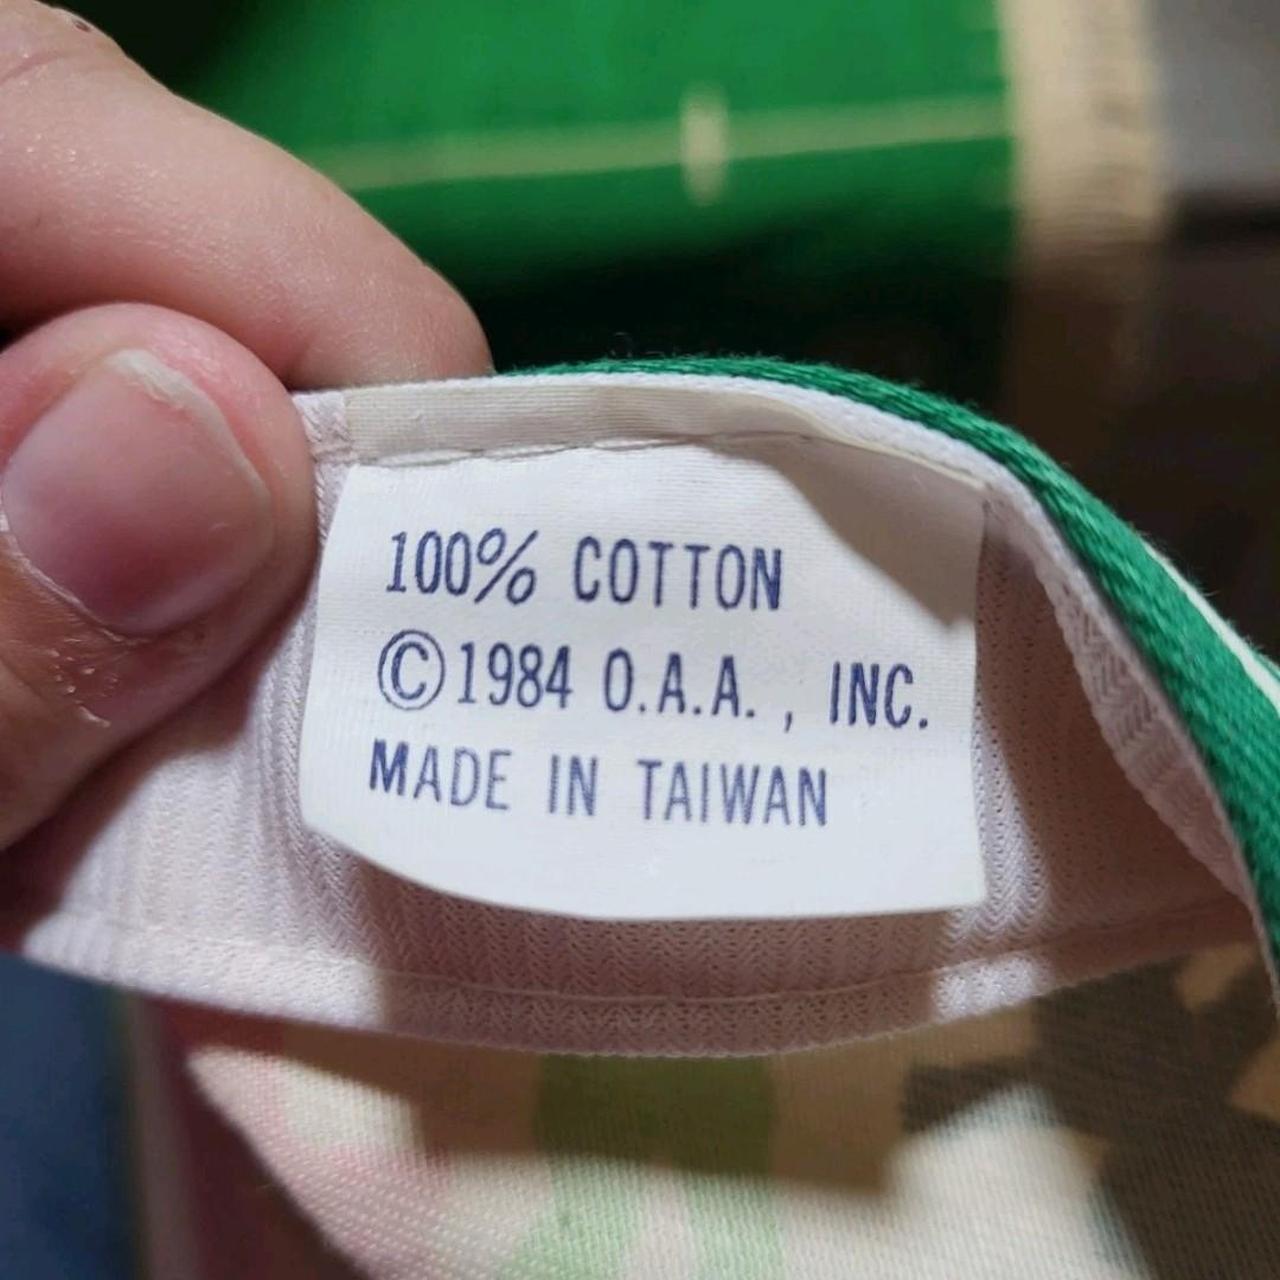 100% COTTON
©1984 O.A.A., INC.
MADE IN TAIWAN